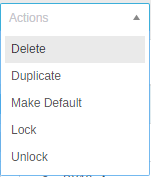 Actions
Delete
Duplicate
Make Default
Lock
Unlock